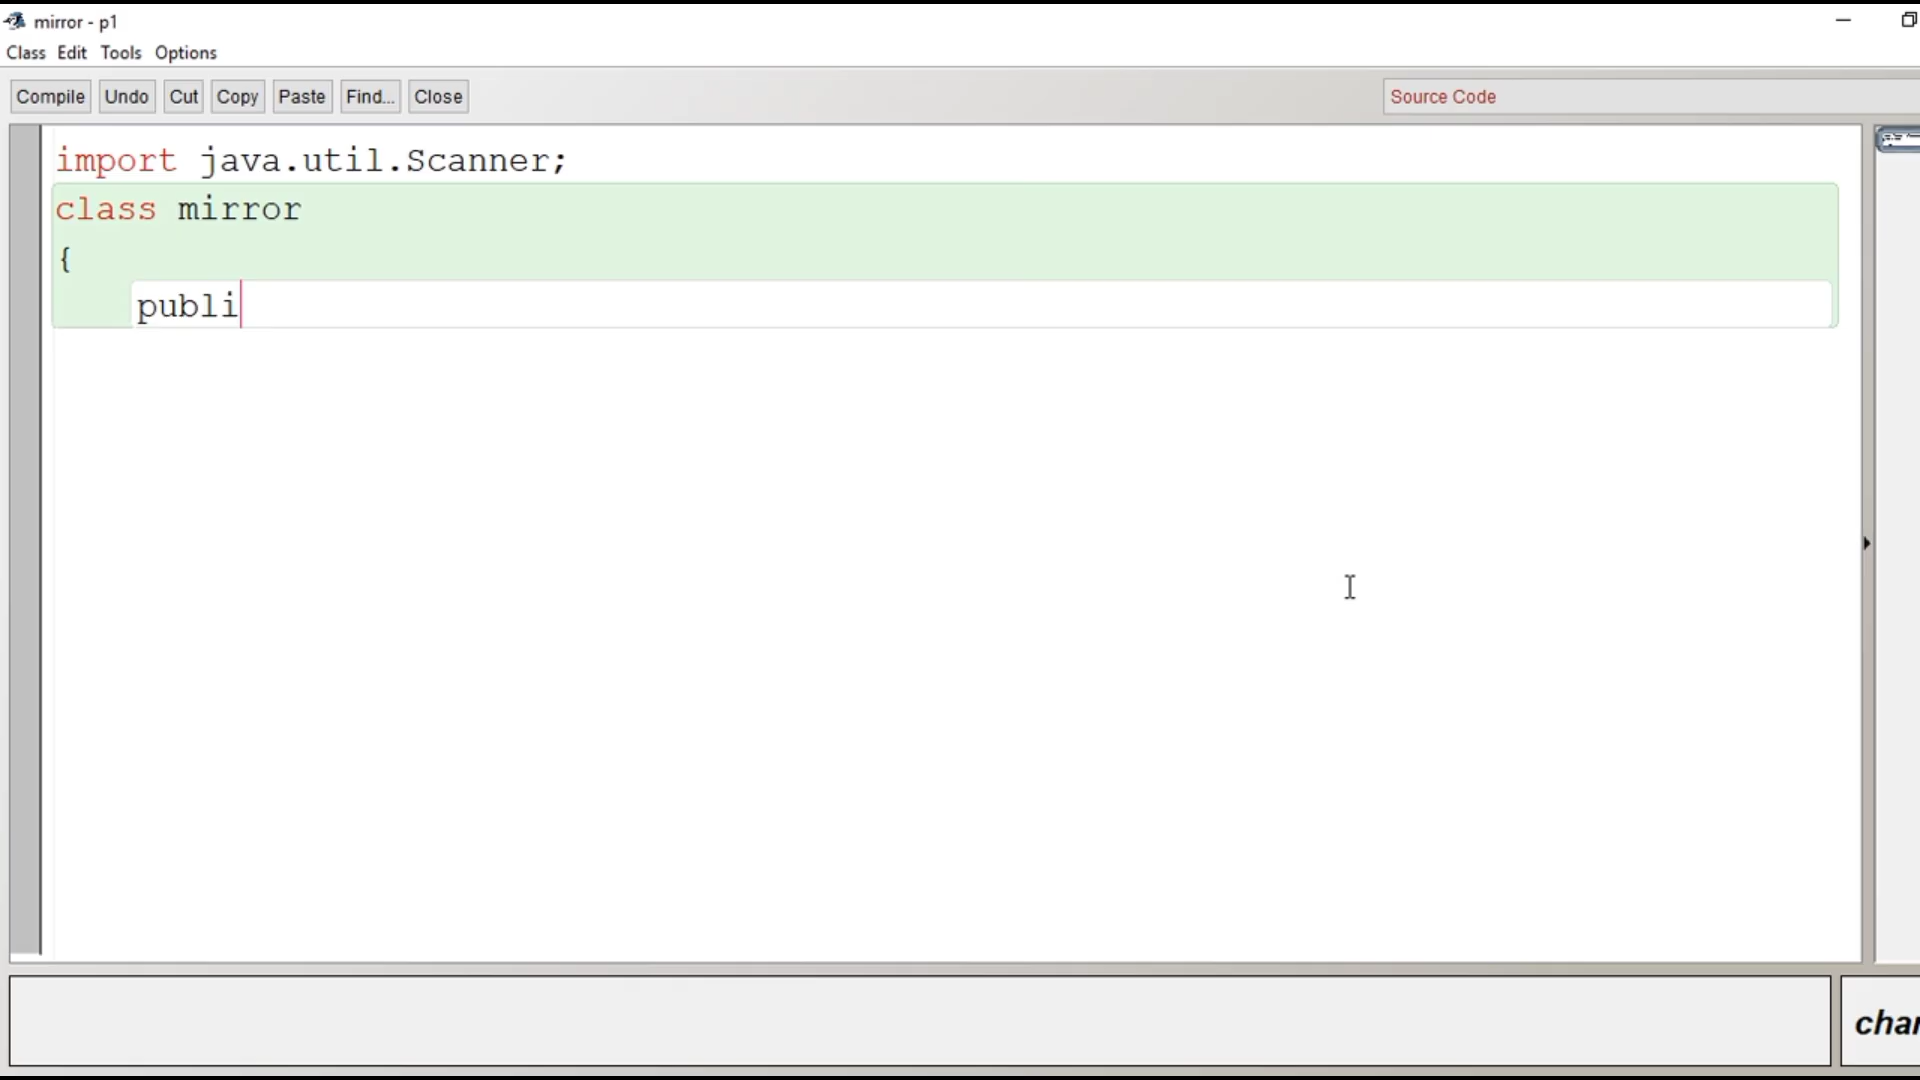 mirror - p1
Class Edit Tools Options
Compile Undo Cut Copy Paste Find... Close Source Code
import java.util.Scanner;
class mirror
{
publi